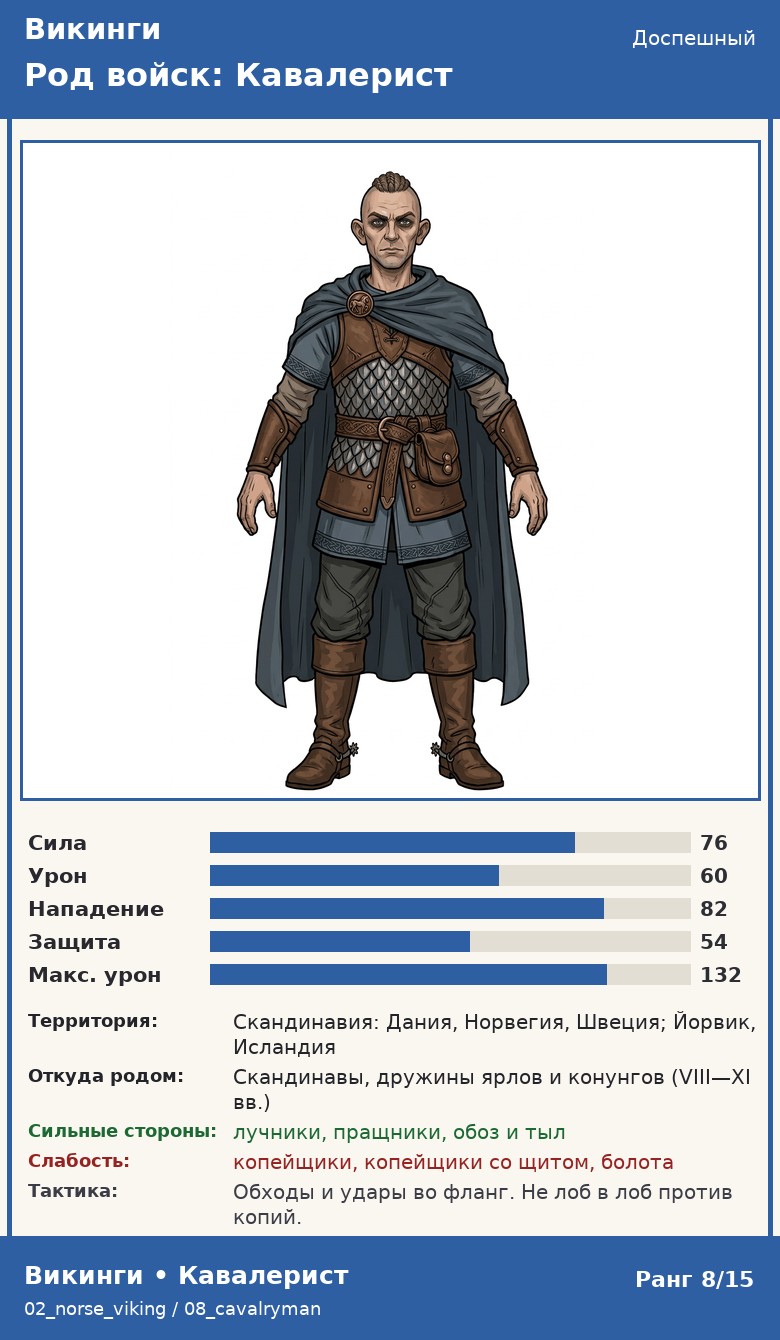 Викинги
Доспешный
Род войск: Кавалерист
Сила 76
Урон 60
Нападение 82
Защита 54
Макс. урон 132
Территория: Скандинавия: Дания, Норвегия, Швеция; Йорвик,
Исландия
Откуда родом: Скандинавы, дружины ярлов и конунгов (VIII—XI
вв.)
Сильные стороны: лучники, пращники, обоз и тыл
Слабость: копейщики, копейщики со щитом, болота
Тактика: Обходы и удары во фланг. Не лоб в лоб против
копий.
Викинги • Кавалерист
Ранг 8/15
02_norse_viking / 08_cavalryman